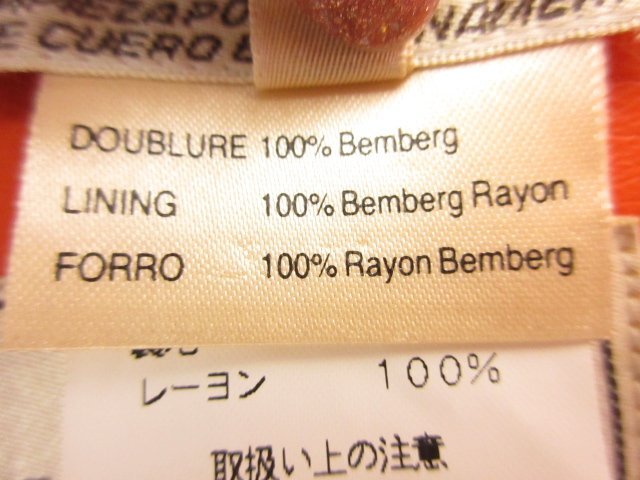 CUERO
DOUBLURE 100% Bemberg
LINING 100% Bemberg Rayon
FORRO 100% Rayon Bemberg
レーヨン 100%
取扱い上の注意